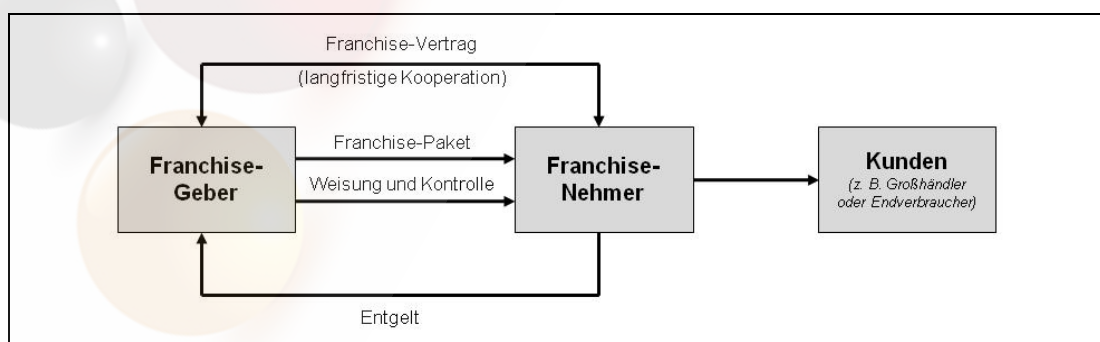 Franchise-Vertrag
(langfristige Kooperation)
Franchise-
Geber
Franchise-Paket
Weisung und Kontrolle
Franchise-
Nehmer
Kunden
(z. B. Großhändler
oder Endverbraucher)
Entgelt